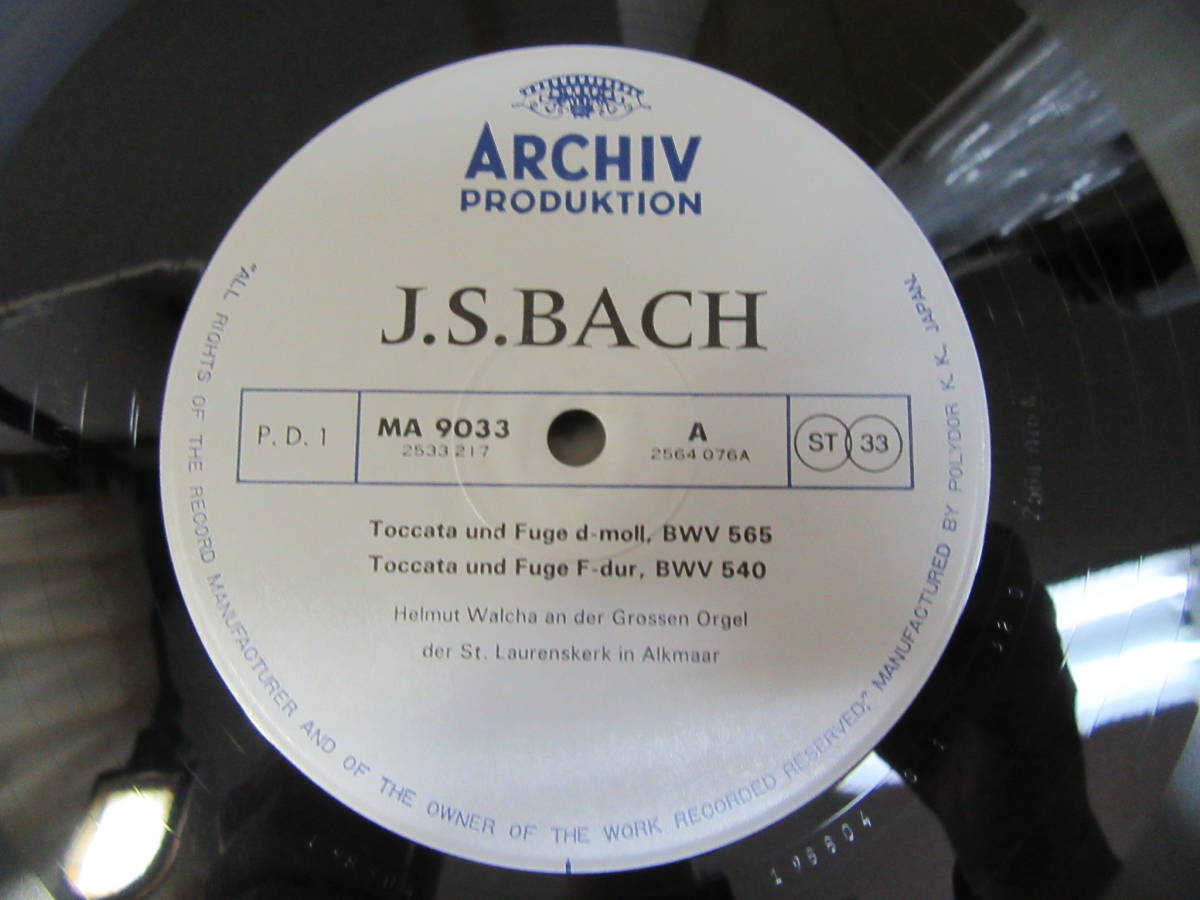 ARCHIV
PRODUKTION
J.S.BACH
P. D. 1
MA 9033
2533 217
A
2564 076A
ST 33
Toccata und Fuge d-moll, BWV 565
Toccata und Fuge F-dur, BWV 540
Helmut Walcha an der Grossen Orgel
der St. Laurenskerk in Alkmaar
"ALL RIGHTS OF THE RECORD MANUFACTURER AND OF THE OWNER OF THE WORK RECORDED RESERVED," MANUFACTURED BY POLYDOR K. K. JAPAN.